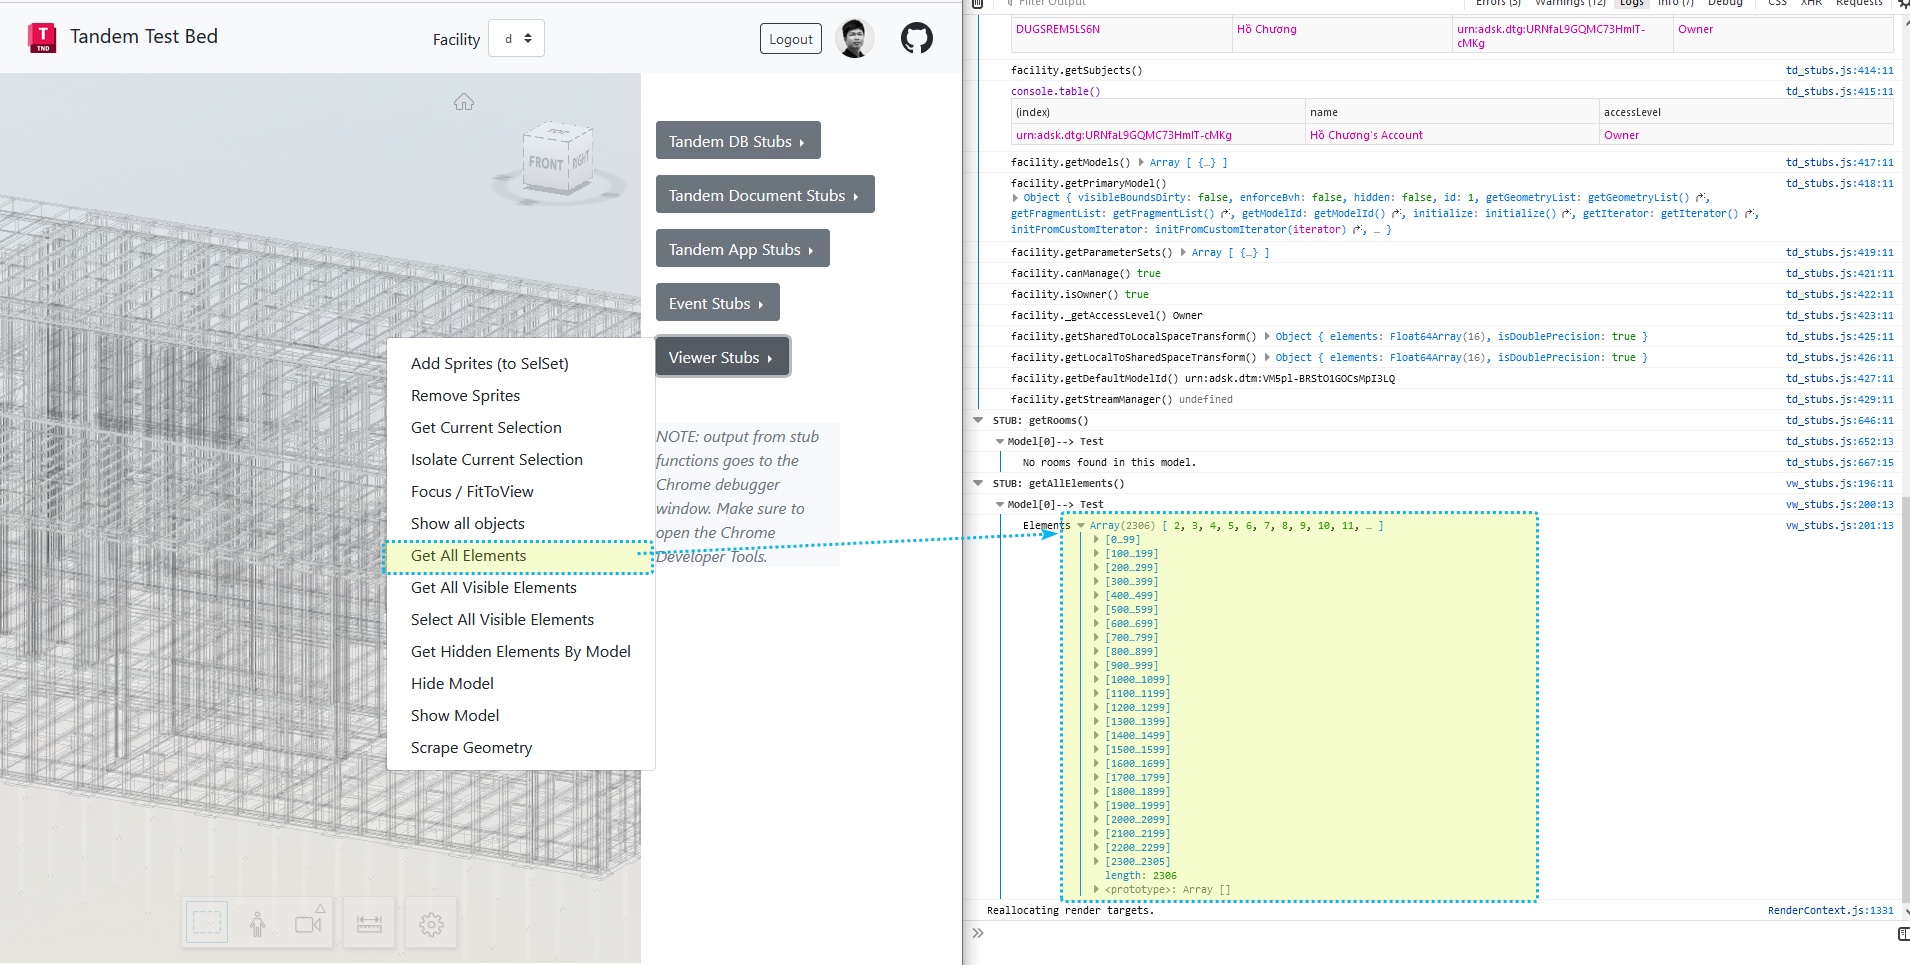 T
TND
Tandem Test Bed
Facility
d
Logout
TOP
FRONT
RIGHT
Tandem DB Stubs
Tandem Document Stubs
Tandem App Stubs
Event Stubs
Viewer Stubs
Add Sprites (to SelSet)
Remove Sprites
Get Current Selection
Isolate Current Selection
Focus / FitToView
Show all objects
Get All Elements
Get All Visible Elements
Select All Visible Elements
Get Hidden Elements By Model
Hide Model
Show Model
Scrape Geometry
NOTE: output from stub
functions goes to the
Chrome debugger
window. Make sure to
open the Chrome
Developer Tools.
Filter Output
Errors (3) Warnings (12) Logs Info (7) Debug CSS XHR Requests
DUGSREM5LS6N Hồ Chương urn:adsk.dtg:URNfaL9GQMC73HmIT- Owner
cMKg
facility.getSubjects() td_stubs.js:414:11
console.table() td_stubs.js:415:11
(index) name accessLevel
urn:adsk.dtg:URNfaL9GQMC73HmIT-cMKg Hồ Chương's Account Owner
facility.getModels() Array [ {…} ] td_stubs.js:417:11
facility.getPrimaryModel() td_stubs.js:418:11
Object { visibleBoundsDirty: false, enforceBvh: false, hidden: false, id: 1, getGeometryList: getGeometryList(),
getFragmentList: getFragmentList(), getModelId: getModelId(), initialize: initialize(), getIterator: getIterator(),
initFromCustomIterator: initFromCustomIterator(iterator), … }
facility.getParameterSets() Array [ {…} ] td_stubs.js:419:11
facility.canManage() true td_stubs.js:421:11
facility.isOwner() true td_stubs.js:422:11
facility._getAccessLevel() Owner td_stubs.js:423:11
facility.getSharedToLocalSpaceTransform() Object { elements: Float64Array(16), isDoublePrecision: true } td_stubs.js:425:11
facility.getLocalToSharedSpaceTransform() Object { elements: Float64Array(16), isDoublePrecision: true } td_stubs.js:426:11
facility.getDefaultModelId() urn:adsk.dtm:VM5pl-BRStO1GOCsMpI3LQ td_stubs.js:427:11
facility.getStreamManager() undefined td_stubs.js:429:11
STUB: getRooms() td_stubs.js:646:11
Model[0]--> Test td_stubs.js:652:13
No rooms found in this model. td_stubs.js:667:15
STUB: getAllElements() vw_stubs.js:196:11
Model[0]--> Test vw_stubs.js:200:13
Elements Array(2306) [ 2, 3, 4, 5, 6, 7, 8, 9, 10, 11, … ] vw_stubs.js:201:13
[0…99]
[100…199]
[200…299]
[300…399]
[400…499]
[500…599]
[600…699]
[700…799]
[800…899]
[900…999]
[1000…1099]
[1100…1199]
[1200…1299]
[1300…1399]
[1400…1499]
[1500…1599]
[1600…1699]
[1700…1799]
[1800…1899]
[1900…1999]
[2000…2099]
[2100…2199]
[2200…2299]
[2300…2305]
length: 2306
<prototype>: Array []
Reallocating render targets. RenderContext.js:1331